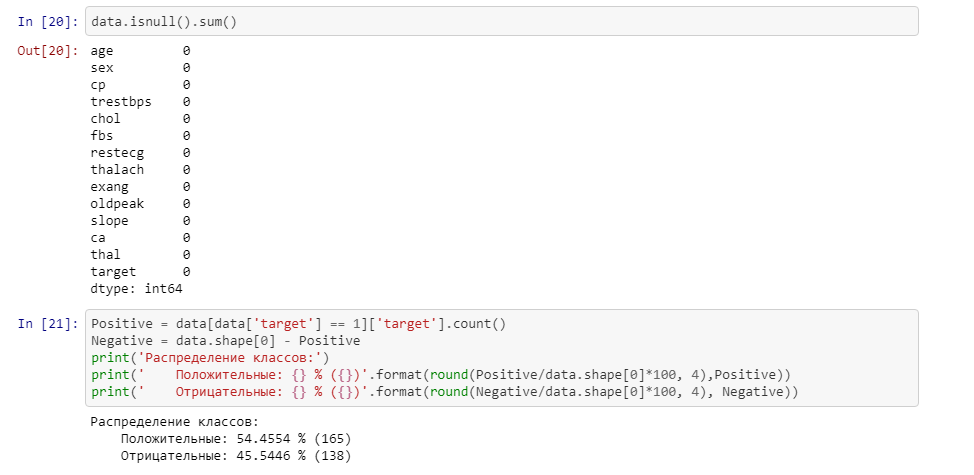 In [20]: data.isnull().sum()
Out[20]: age 0
sex 0
cp 0
trestbps 0
chol 0
fbs 0
restecg 0
thalach 0
exang 0
oldpeak 0
slope 0
ca 0
thal 0
target 0
dtype: int64
In [21]: Positive = data[data['target'] == 1]['target'].count()
Negative = data.shape[0] - Positive
print('Распределение классов:')
print('    Положительные: {} % ({})'.format(round(Positive/data.shape[0]*100, 4),Positive))
print('    Отрицательные: {} % ({})'.format(round(Negative/data.shape[0]*100, 4), Negative))
Распределение классов:
    Положительные: 54.4554 % (165)
    Отрицательные: 45.5446 % (138)